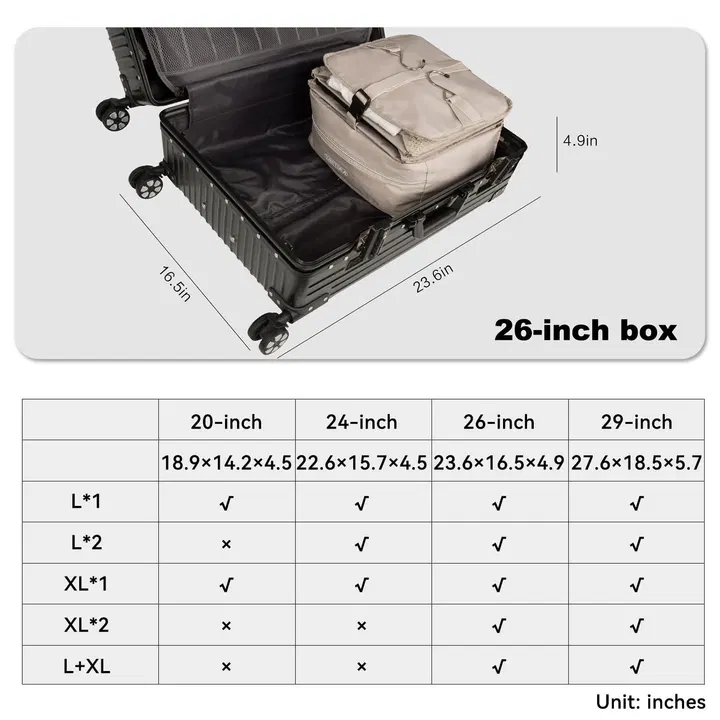 4.9in
16.5in
23.6in
26-inch box
20-inch 24-inch 26-inch 29-inch
18.9×14.2×4.5 22.6×15.7×4.5 23.6×16.5×4.9 27.6×18.5×5.7
L*1 √ √ √ √
L*2 × √ √ √
XL*1 √ √ √ √
XL*2 × × √ √
L+XL × × √ √
Unit: inches